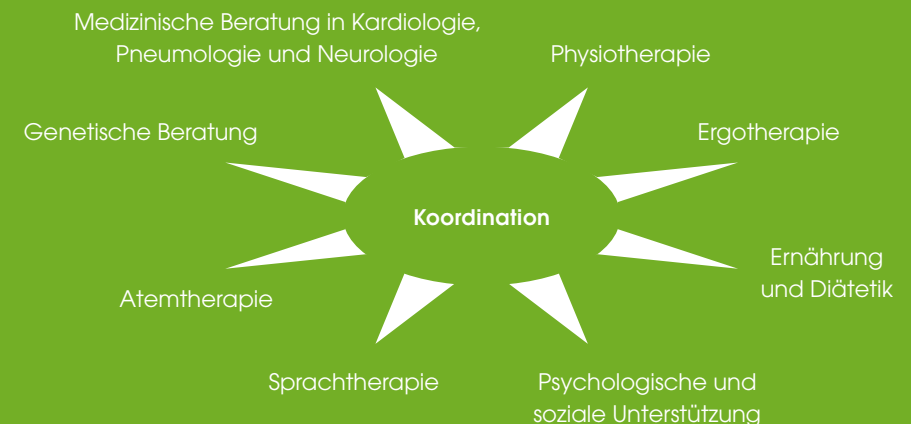 Medizinische Beratung in Kardiologie,
Pneumologie und Neurologie
Physiotherapie
Genetische Beratung
Ergotherapie
Koordination
Ernährung
und Diätetik
Atemtherapie
Sprachtherapie
Psychologische und
soziale Unterstützung